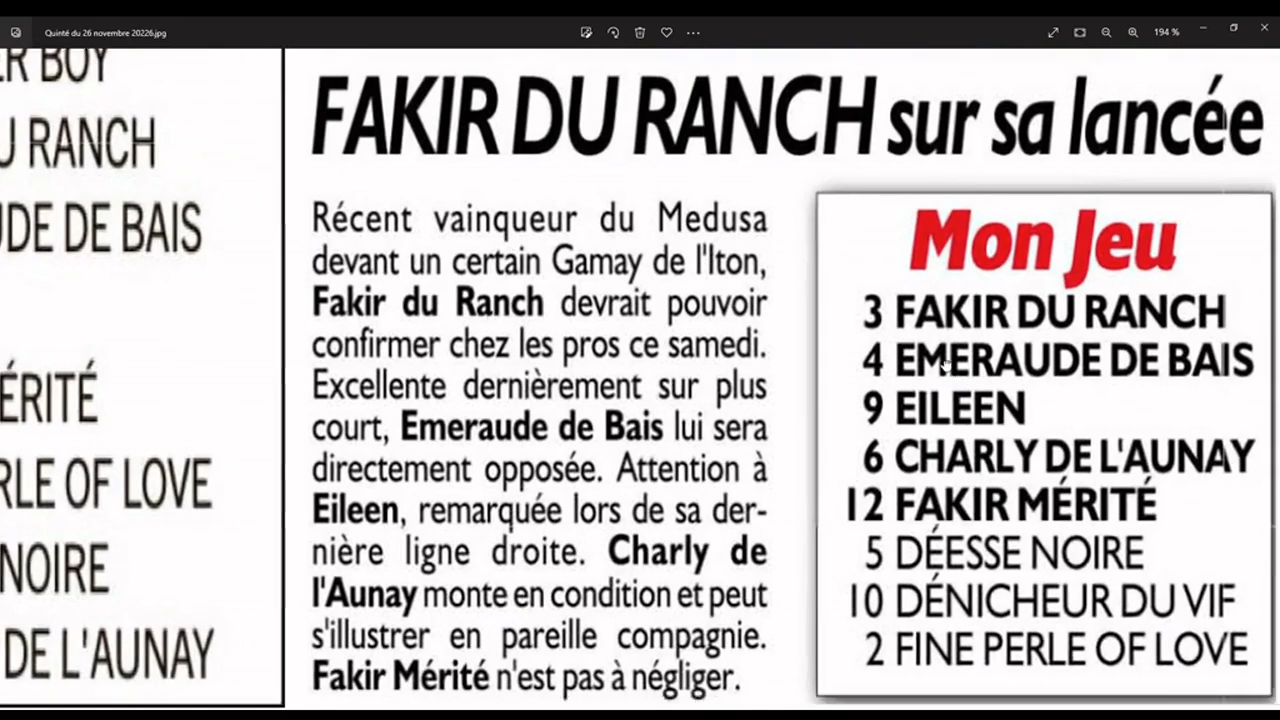 Quinté du 26 novembre 20226.jpg
194 %
BOY
RANCH
DE BAIS
OF LOVE
NOIRE
DE L'AUNAY
FAKIR DU RANCH sur sa lancée
Récent vainqueur du Medusa
devant un certain Gamay de l'Iton,
Fakir du Ranch devrait pouvoir
confirmer chez les pros ce samedi.
Excellente dernièrement sur plus
court, Emeraude de Bais lui sera
directement opposée. Attention à
Eileen, remarquée lors de sa der-
nière ligne droite. Charly de
l'Aunay monte en condition et peut
s'illustrer en pareille compagnie.
Fakir Mérité n'est pas à négliger.
Mon Jeu
3 FAKIR DU RANCH
4 EMERAUDE DE BAIS
9 EILEEN
6 CHARLY DE L'AUNAY
12 FAKIR MÉRITÉ
5 DÉESSE NOIRE
10 DÉNICHEUR DU VIF
2 FINE PERLE OF LOVE